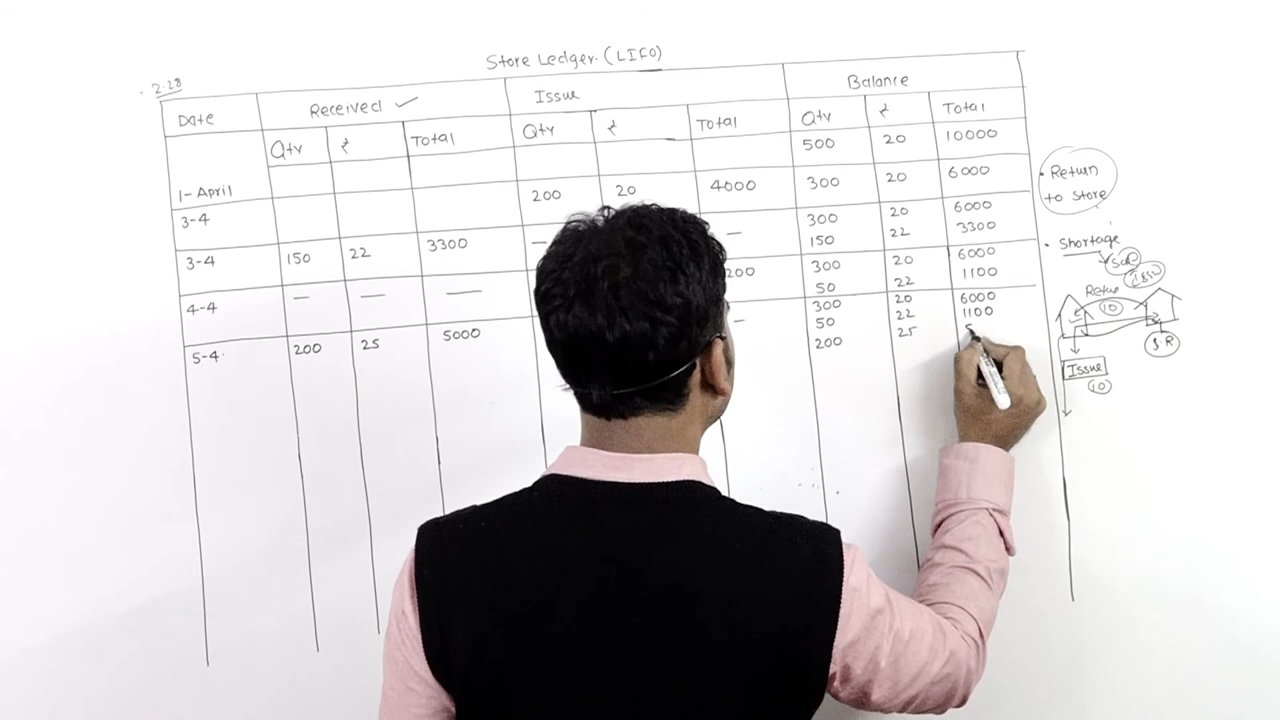 Store Ledger. (LIFO)
2.28
Date Received ✓ Issue Balance
Qty ₹ Total Qty ₹ Total Qty ₹ Total
500 20 10000
1-April
200 20 4000 300 20 6000
3-4
300 20 6000
3-4 150 22 3300 — — 150 22 3300
300 20 6000
4-4 — — — 200 50 22 1100
300 20 6000
50 22 1100
5-4. 200 25 5000 — 200 25
• Return
to store
• Shortage
Issue
10
10
S.R